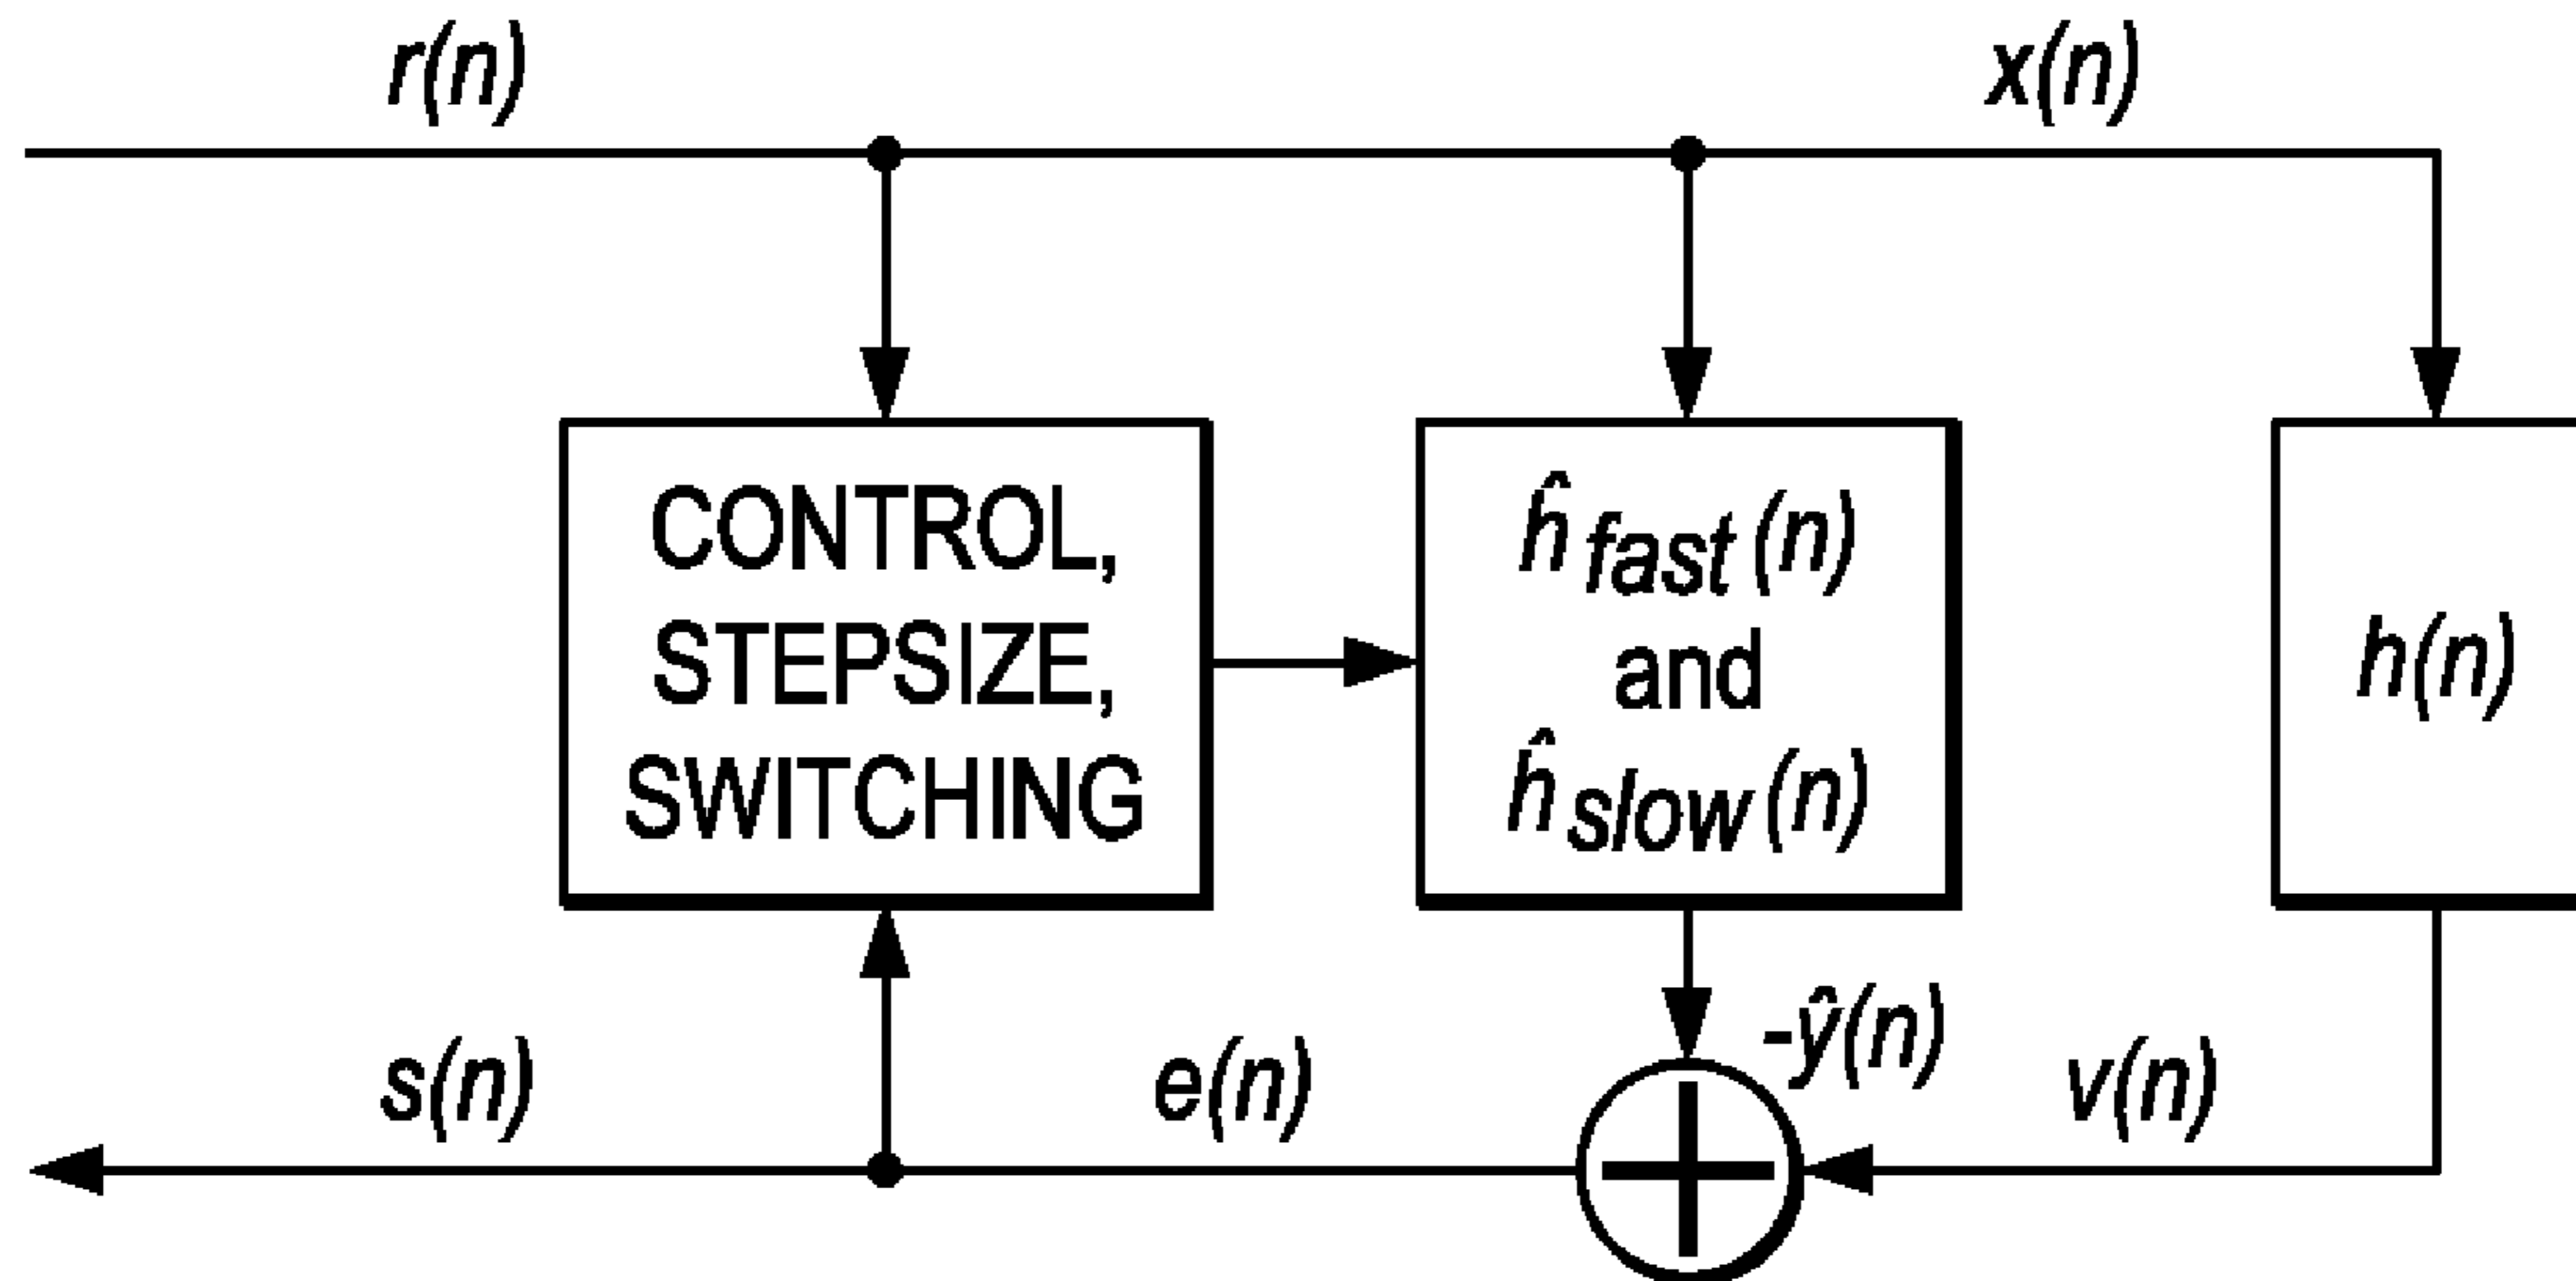 r(n)
x(n)
CONTROL,
STEPSIZE,
SWITCHING
ĥ fast (n)
and
ĥ slow (n)
h(n)
-ŷ(n)
s(n)
e(n)
v(n)